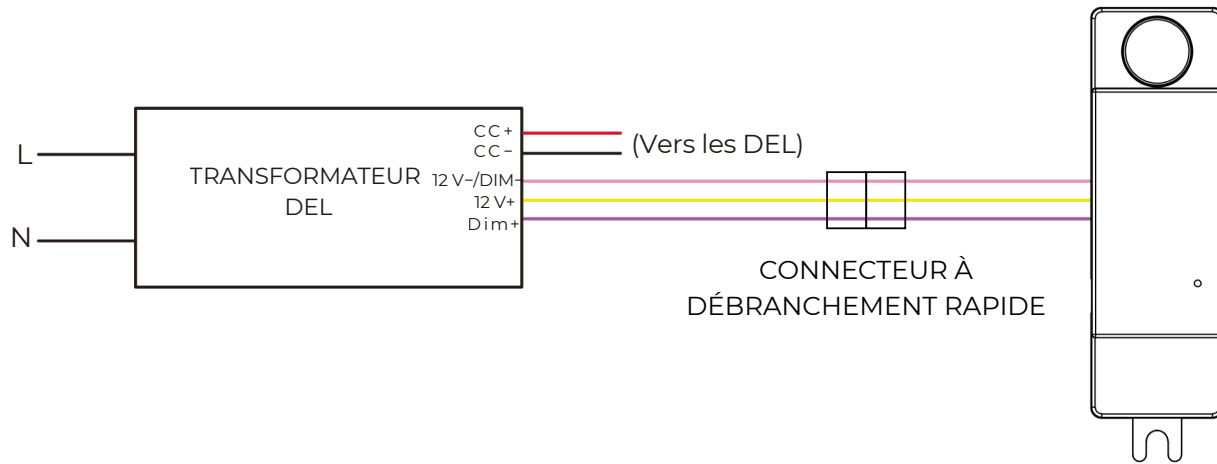 L
N
TRANSFORMATEUR
DEL
CC+
CC−
12 V−/DIM-
12 V+
Dim+
(Vers les DEL)
CONNECTEUR À
DÉBRANCHEMENT RAPIDE